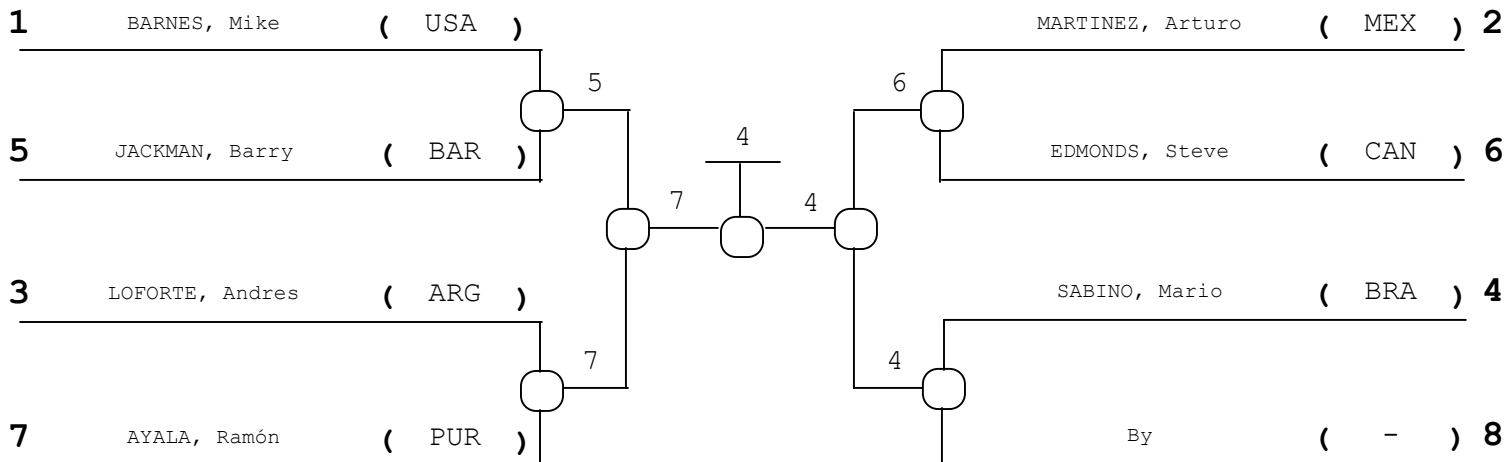 1 BARNES, Mike ( USA ) MARTINEZ, Arturo ( MEX ) 2
5 6
4
5 JACKMAN, Barry ( BAR ) EDMONDS, Steve ( CAN ) 6
7 4
3 LOFORTE, Andres ( ARG ) SABINO, Mario ( BRA ) 4
7 4
7 AYALA, Ramón ( PUR ) By ( - ) 8